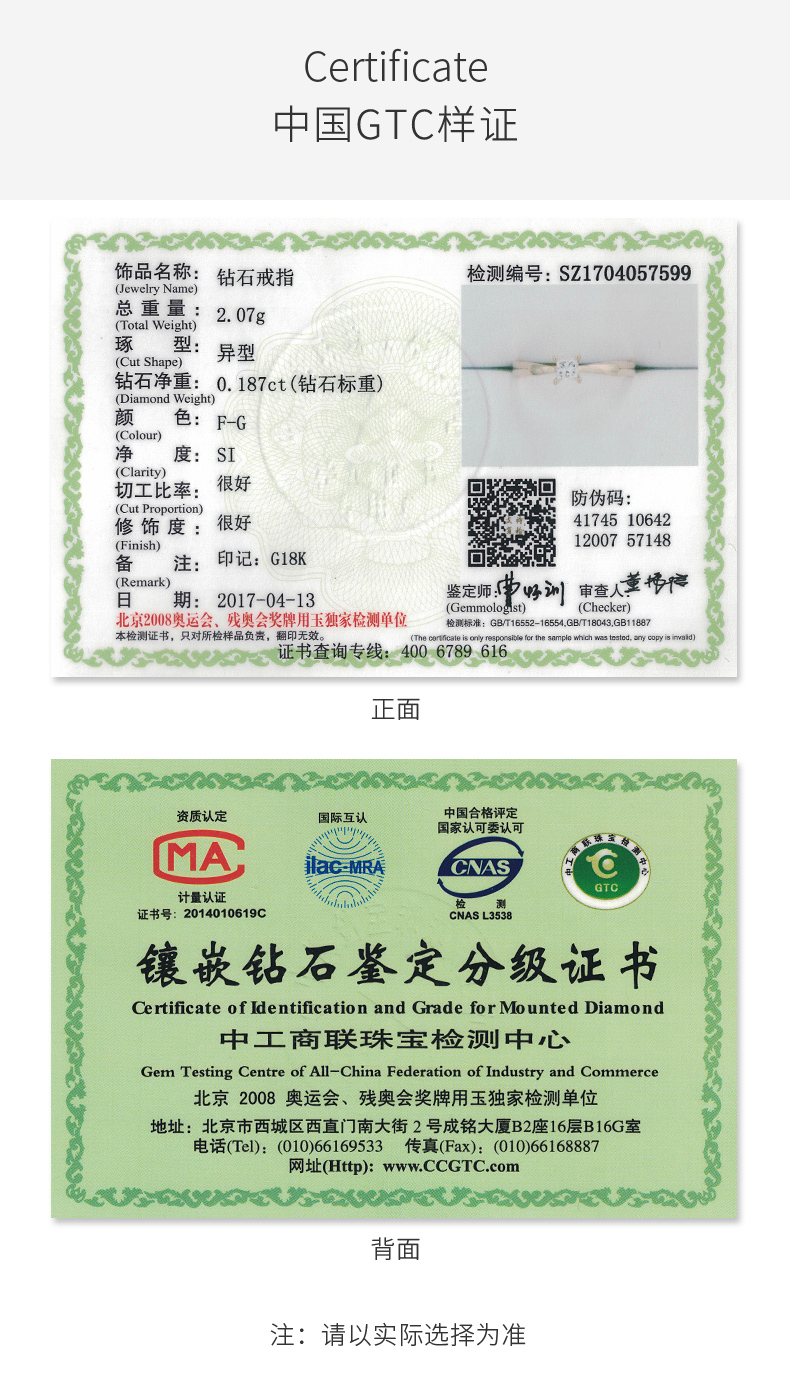 Certificate
中国GTC样证
饰品名称: 钻石戒指
(Jewelry Name)
总重量: 2.07g
(Total Weight)
琢型: 异型
(Cut Shape)
钻石净重: 0.187ct(钻石标重)
(Diamond Weight)
颜色: F-G
(Colour)
净度: SI
(Clarity)
切工比率: 很好
(Cut Proportion)
修饰度: 很好
(Finish)
备注: 印记: G18K
(Remark)
日期: 2017-04-13
检测编号: SZ1704057599
防伪码:
41745 10642
12007 57148
鉴定师:
(Gemmologist)
审查人:
(Checker)
检测标准: GB/T16552-16554,GB/T18043,GB11887
北京2008奥运会、残奥会奖牌用玉独家检测单位
本检测证书，只对所检样品负责，翻印无效。
(The certificate is only responsible for the sample which was tested, any copy is invalid)
证书查询专线: 400 6789 616
正面
资质认定
MA
计量认证
证书号: 2014010619C
国际互认
ilac-MRA
中国合格评定
国家认可委认可
CNAS
检 测
CNAS L3538
中工商联珠宝检测中心
GTC
镶嵌钻石鉴定分级证书
Certificate of Identification and Grade for Mounted Diamond
中工商联珠宝检测中心
Gem Testing Centre of All-China Federation of Industry and Commerce
北京 2008 奥运会、残奥会奖牌用玉独家检测单位
地址: 北京市西城区西直门南大街 2 号成铭大厦B2座16层B16G室
电话(Tel): (010)66169533 传真(Fax): (010)66168887
网址(Http): www.CCGTC.com
背面
注：请以实际选择为准